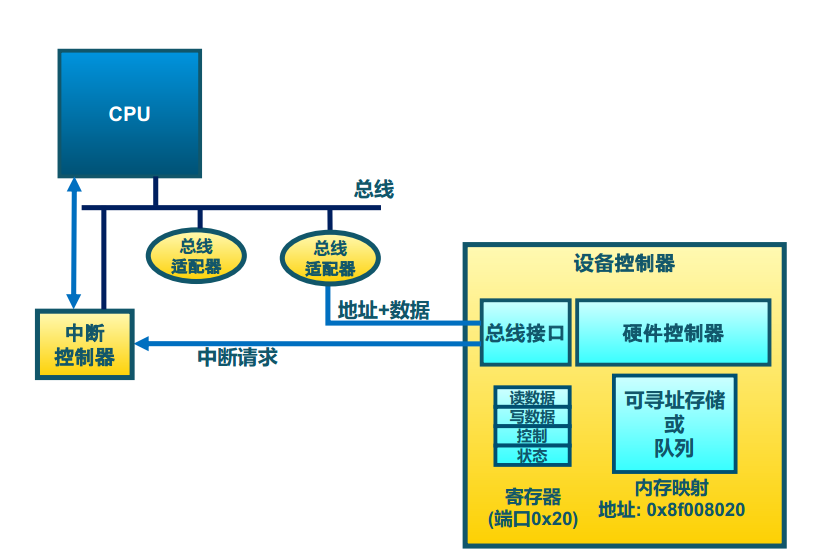 CPU
总线
总线
适配器
总线
适配器
设备控制器
地址+数据
总线接口
硬件控制器
中断
控制器
中断请求
读数据
写数据
控制
状态
可寻址存储
或
队列
寄存器
(端口0x20)
内存映射
地址: 0x8f008020